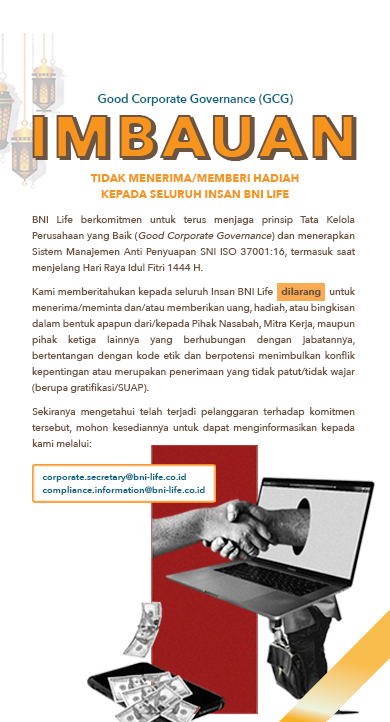 Good Corporate Governance (GCG)
IMBAUAN
TIDAK MENERIMA/MEMBERI HADIAH
KEPADA SELURUH INSAN BNI LIFE
BNI Life berkomitmen untuk terus menjaga prinsip Tata Kelola
Perusahaan yang Baik (Good Corporate Governance) dan menerapkan
Sistem Manajemen Anti Penyuapan SNI ISO 37001:16, termasuk saat
menjelang Hari Raya Idul Fitri 1444 H.
Kami memberitahukan kepada seluruh Insan BNI Life dilarang untuk
menerima/meminta dan/atau memberikan uang, hadiah, atau bingkisan
dalam bentuk apapun dari/kepada Pihak Nasabah, Mitra Kerja, maupun
pihak ketiga lainnya yang berhubungan dengan jabatannya,
bertentangan dengan kode etik dan berpotensi menimbulkan konflik
kepentingan atau merupakan penerimaan yang tidak patut/tidak wajar
(berupa gratifikasi/SUAP).
Sekiranya mengetahui telah terjadi pelanggaran terhadap komitmen
tersebut, mohon kesediannya untuk dapat menginformasikan kepada
kami melalui:
corporate.secretary@bni-life.co.id
compliance.information@bni-life.co.id